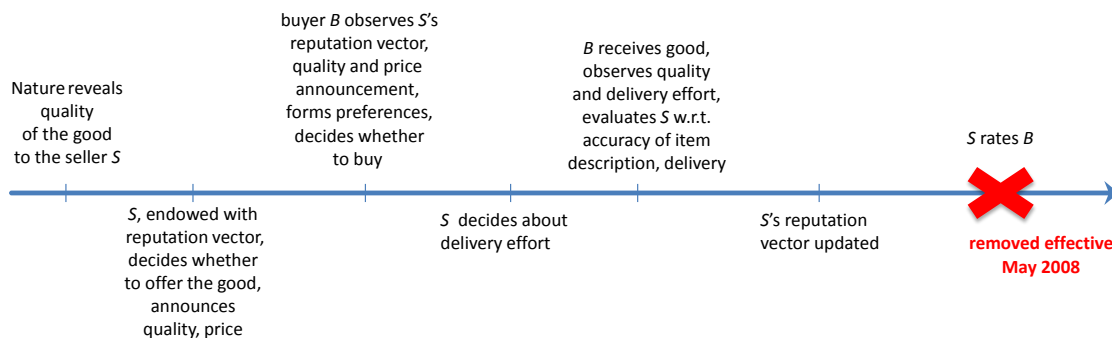 Nature reveals
quality
of the good
to the seller S
S, endowed with
reputation vector,
decides whether
to offer the good,
announces
quality, price
buyer B observes S's
reputation vector,
quality and price
announcement,
forms preferences,
decides whether
to buy
S decides about
delivery effort
B receives good,
observes quality
and delivery effort,
evaluates S w.r.t.
accuracy of item
description, delivery
S's reputation
vector updated
S rates B
removed effective
May 2008